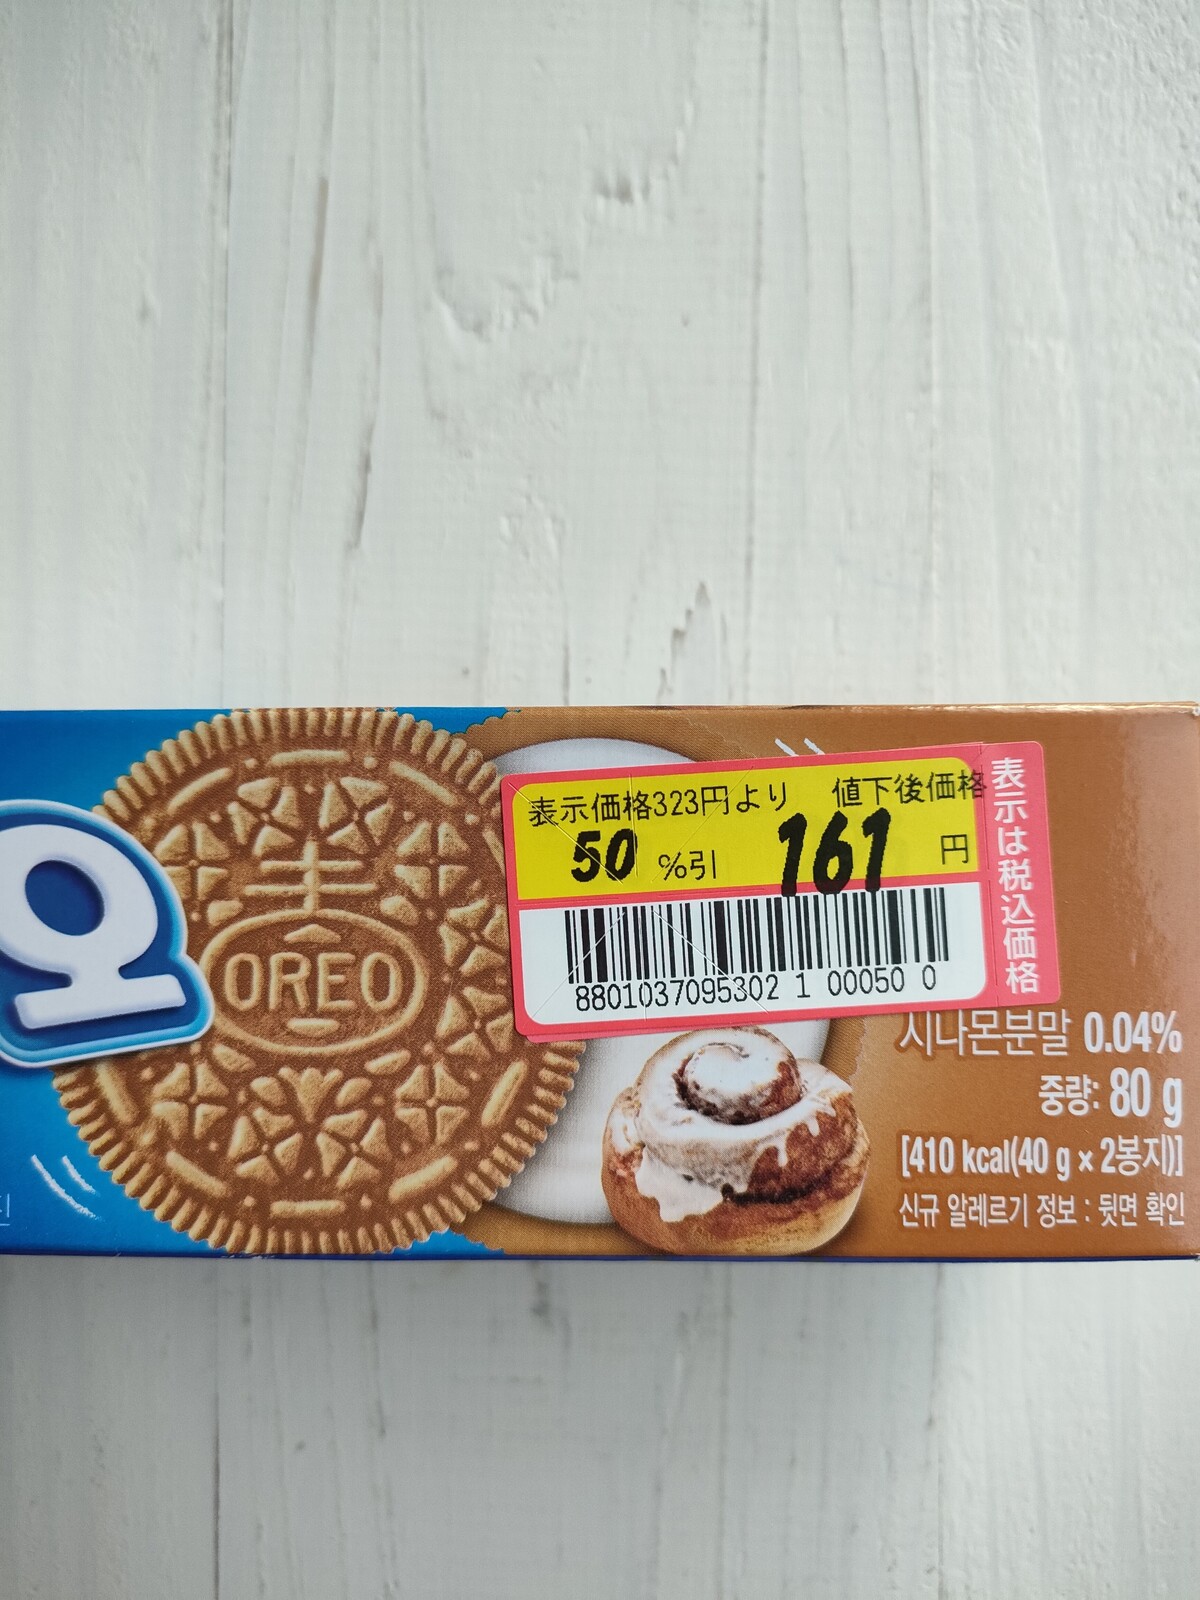 오
OREO
表示価格323円より 値下後価格
50 %引 161 円
8801037095302 1 00050 0
表示は税込価格
시나몬분말 0.04%
중량: 80 g
[410 kcal(40 g × 2봉지)]
신규 알레르기 정보 : 뒷면 확인